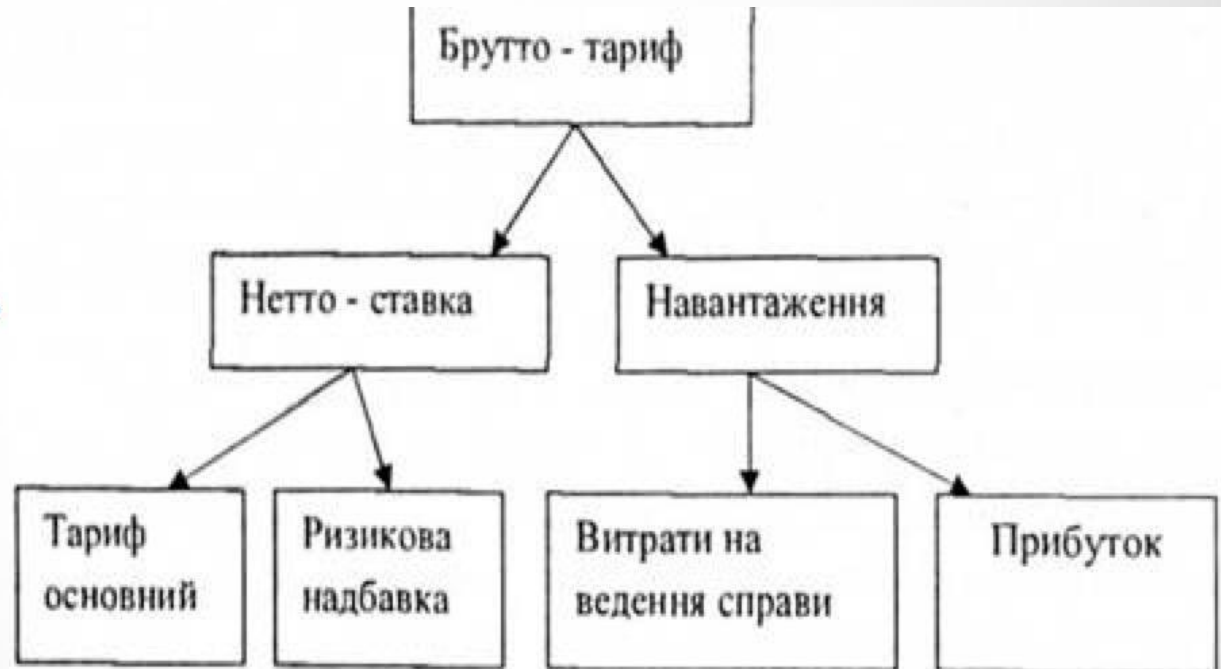 Брутто - тариф
Нетто - ставка
Навантаження
Тариф
основний
Ризикова
надбавка
Витрати на
ведення справи
Прибуток